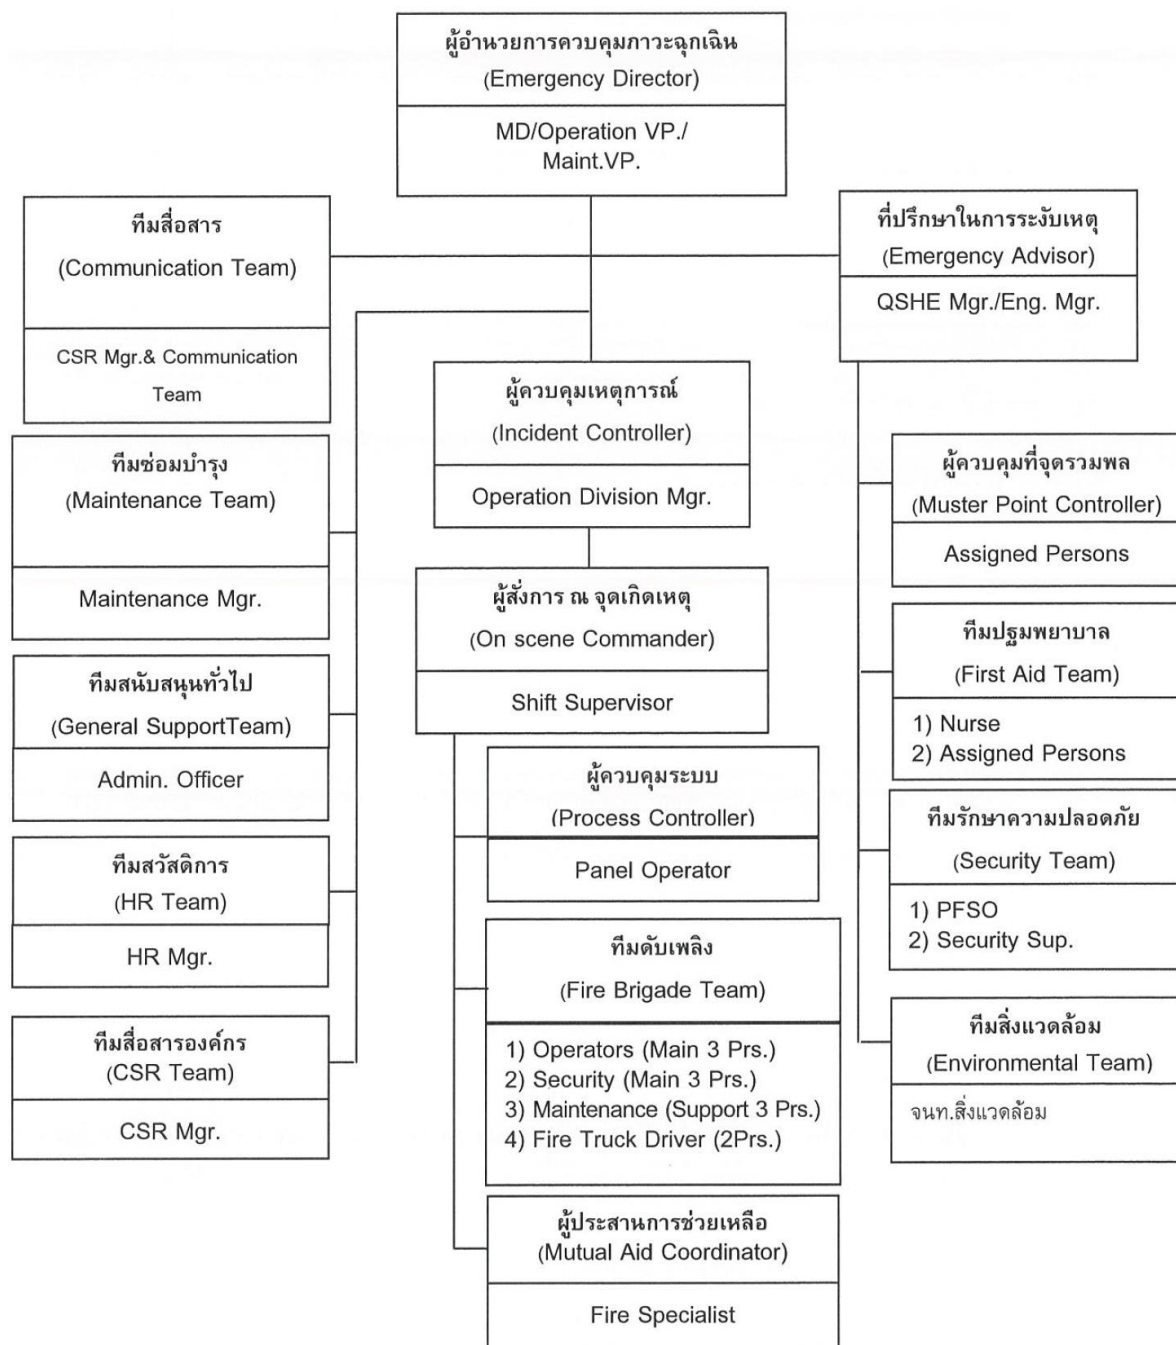 ผู้อำนวยการควบคุมภาวะฉุกเฉิน
(Emergency Director)
MD/Operation VP./
Maint.VP.
ทีมสื่อสาร
(Communication Team)
CSR Mgr.& Communication
Team
ที่ปรึกษาในการระงับเหตุ
(Emergency Advisor)
QSHE Mgr./Eng. Mgr.
ผู้ควบคุมเหตุการณ์
(Incident Controller)
Operation Division Mgr.
ทีมซ่อมบำรุง
(Maintenance Team)
Maintenance Mgr.
ผู้ควบคุมที่จุดรวมพล
(Muster Point Controller)
Assigned Persons
ผู้สั่งการ ณ จุดเกิดเหตุ
(On scene Commander)
Shift Supervisor
ทีมสนับสนุนทั่วไป
(General SupportTeam)
Admin. Officer
ทีมปฐมพยาบาล
(First Aid Team)
1) Nurse
2) Assigned Persons
ผู้ควบคุมระบบ
(Process Controller)
Panel Operator
ทีมรักษาความปลอดภัย
(Security Team)
1) PFSO
2) Security Sup.
ทีมสวัสดิการ
(HR Team)
HR Mgr.
ทีมดับเพลิง
(Fire Brigade Team)
1) Operators (Main 3 Prs.)
2) Security (Main 3 Prs.)
3) Maintenance (Support 3 Prs.)
4) Fire Truck Driver (2Prs.)
ทีมสื่อสารองค์กร
(CSR Team)
CSR Mgr.
ทีมสิ่งแวดล้อม
(Environmental Team)
จนท.สิ่งแวดล้อม
ผู้ประสานการช่วยเหลือ
(Mutual Aid Coordinator)
Fire Specialist